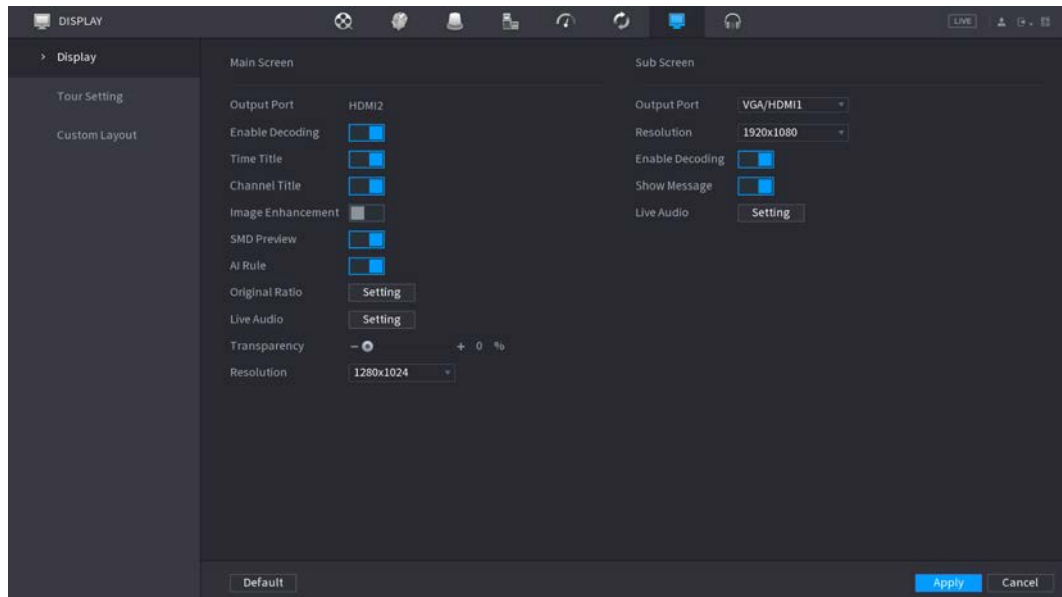 DISPLAY
LIVE
Display
Tour Setting
Custom Layout
Main Screen
Output Port HDMI2
Enable Decoding
Time Title
Channel Title
Image Enhancement
SMD Preview
AI Rule
Original Ratio Setting
Live Audio Setting
Transparency - + 0 %
Resolution 1280x1024
Sub Screen
Output Port VGA/HDMI1
Resolution 1920x1080
Enable Decoding
Show Message
Live Audio Setting
Default
Apply
Cancel